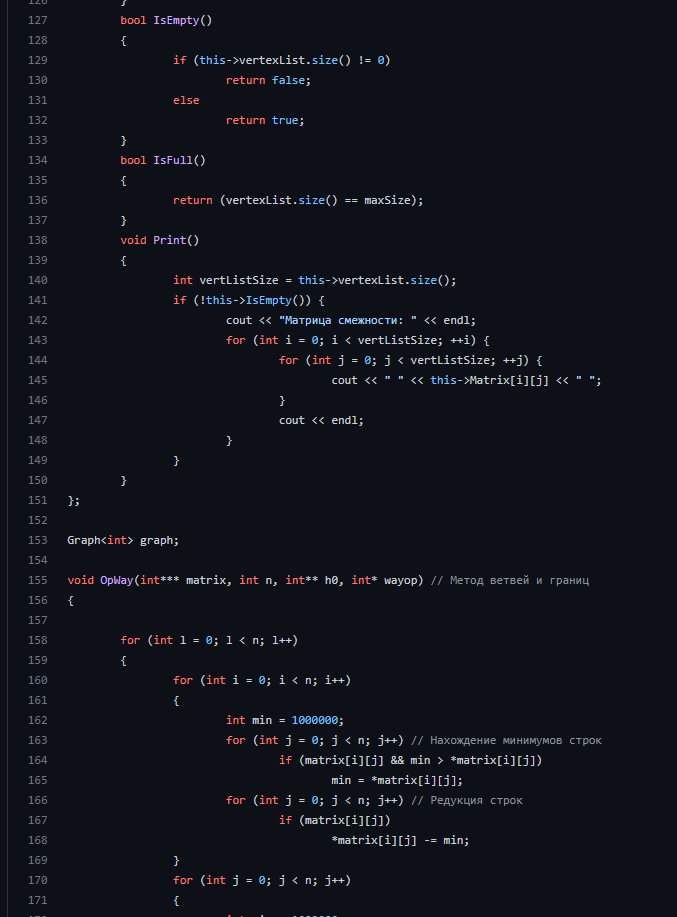 126 }
127 bool IsEmpty()
128 {
129 if (this->vertexList.size() != 0)
130 return false;
131 else
132 return true;
133 }
134 bool IsFull()
135 {
136 return (vertexList.size() == maxSize);
137 }
138 void Print()
139 {
140 int vertListSize = this->vertexList.size();
141 if (!this->IsEmpty()) {
142 cout << "Матрица смежности: " << endl;
143 for (int i = 0; i < vertListSize; ++i) {
144 for (int j = 0; j < vertListSize; ++j) {
145 cout << " " << this->Matrix[i][j] << " ";
146 }
147 cout << endl;
148 }
149 }
150 }
151 };
152
153 Graph<int> graph;
154
155 void OpWay(int*** matrix, int n, int** h0, int* wayop) // Метод ветвей и границ
156 {
157
158 for (int l = 0; l < n; l++)
159 {
160 for (int i = 0; i < n; i++)
161 {
162 int min = 1000000;
163 for (int j = 0; j < n; j++) // Нахождение минимумов строк
164 if (matrix[i][j] && min > *matrix[i][j])
165 min = *matrix[i][j];
166 for (int j = 0; j < n; j++) // Редукция строк
167 if (matrix[i][j])
168 *matrix[i][j] -= min;
169 }
170 for (int j = 0; j < n; j++)
171 {